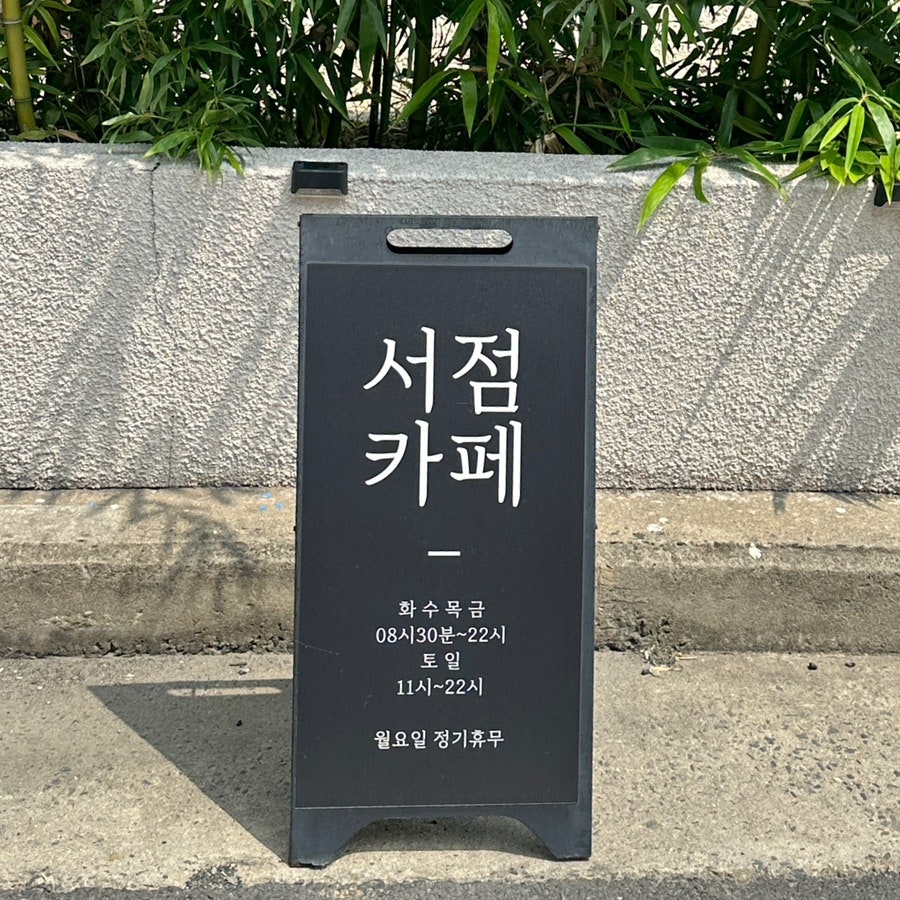 서점
카페
–
화 수 목 금
08시30분~22시
토 일
11시~22시
월요일 정기휴무